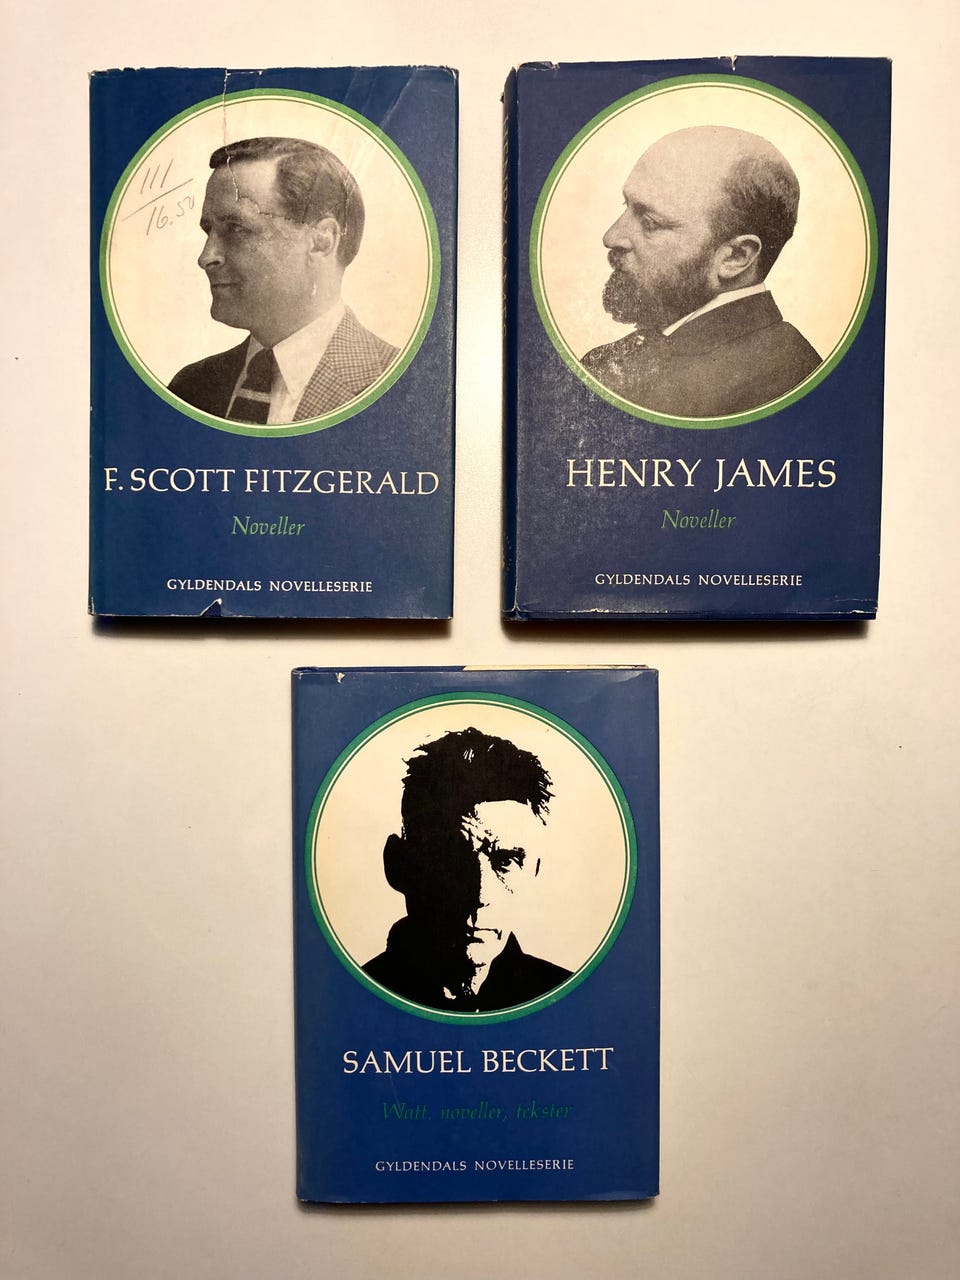 111
16.50
F. SCOTT FITZGERALD
Noveller
GYLDENDALS NOVELLESERIE
HENRY JAMES
Noveller
GYLDENDALS NOVELLESERIE
SAMUEL BECKETT
Watt, noveller, tekster
GYLDENDALS NOVELLESERIE